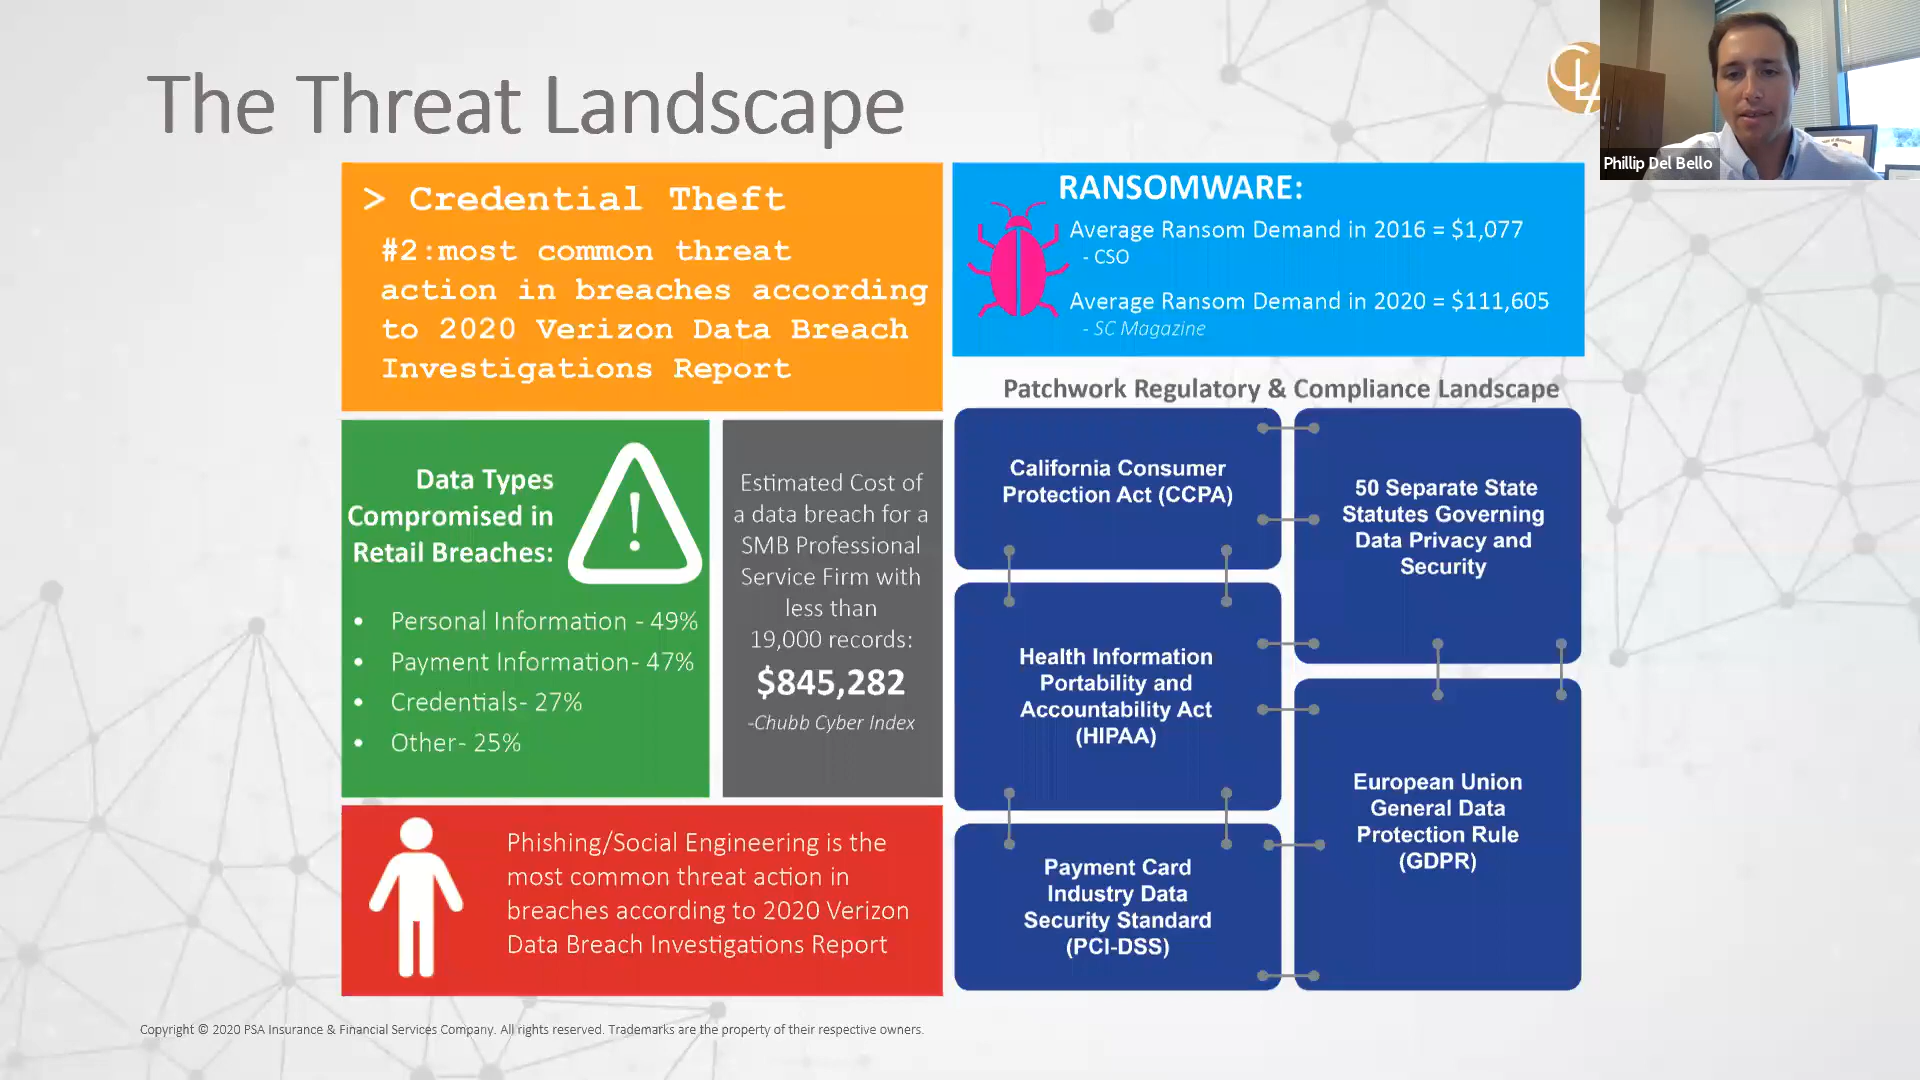 The Threat Landscape
CLA
Phillip Del Bello
> Credential Theft
#2:most common threat
action in breaches according
to 2020 Verizon Data Breach
Investigations Report
RANSOMWARE:
Average Ransom Demand in 2016 = $1,077
- CSO
Average Ransom Demand in 2020 = $111,605
- SC Magazine
Data Types
Compromised in
Retail Breaches:
!
• Personal Information - 49%
• Payment Information- 47%
• Credentials- 27%
• Other- 25%
Estimated Cost of
a data breach for a
SMB Professional
Service Firm with
less than
19,000 records:
$845,282
-Chubb Cyber Index
Phishing/Social Engineering is the
most common threat action in
breaches according to 2020 Verizon
Data Breach Investigations Report
Patchwork Regulatory & Compliance Landscape
California Consumer
Protection Act (CCPA)
50 Separate State
Statutes Governing
Data Privacy and
Security
Health Information
Portability and
Accountability Act
(HIPAA)
European Union
General Data
Protection Rule
(GDPR)
Payment Card
Industry Data
Security Standard
(PCI-DSS)
Copyright © 2020 PSA Insurance & Financial Services Company. All rights reserved. Trademarks are the property of their respective owners.